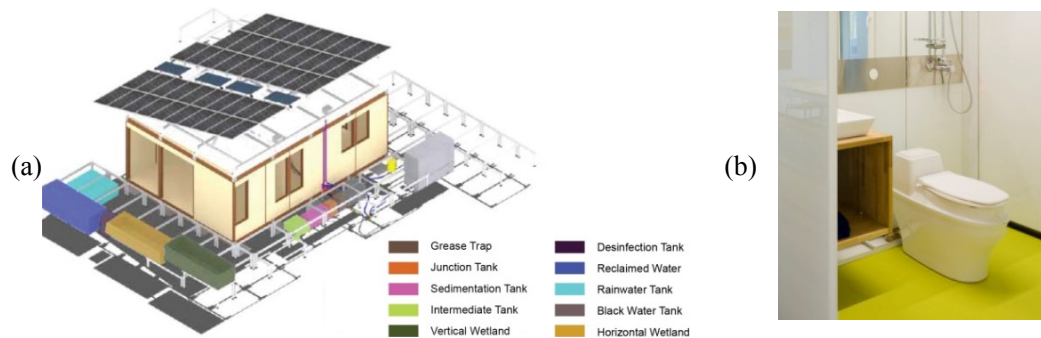 (a)
(b)
Grease Trap
Junction Tank
Sedimentation Tank
Intermediate Tank
Vertical Wetland
Desinfection Tank
Reclaimed Water
Rainwater Tank
Black Water Tank
Horizontal Wetland